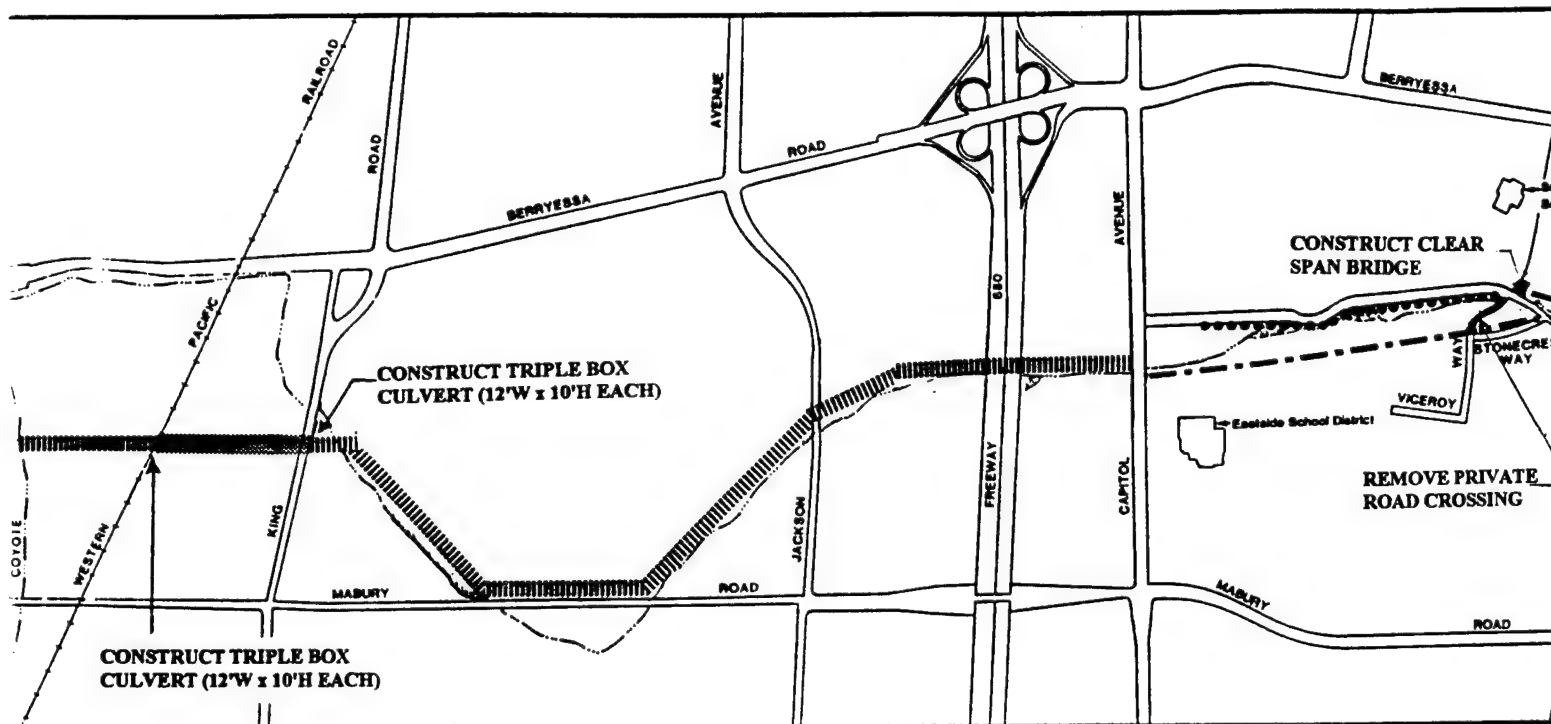 RAILROAD
ROAD
AVENUE
ROAD
BERRYESSA
BERRYESSA
AVENUE
680
PACIFIC
CONSTRUCT CLEAR
SPAN BRIDGE
CONSTRUCT TRIPLE BOX
CULVERT (12'W x 10'H EACH)
WAY
WAY
VICEROY
Eastside School District
REMOVE PRIVATE
ROAD CROSSING
COYOTE
WESTERN
KING
JACKSON
FREEWAY
CAPITOL
MABURY
ROAD
MABURY
ROAD
CONSTRUCT TRIPLE BOX
CULVERT (12'W x 10'H EACH)